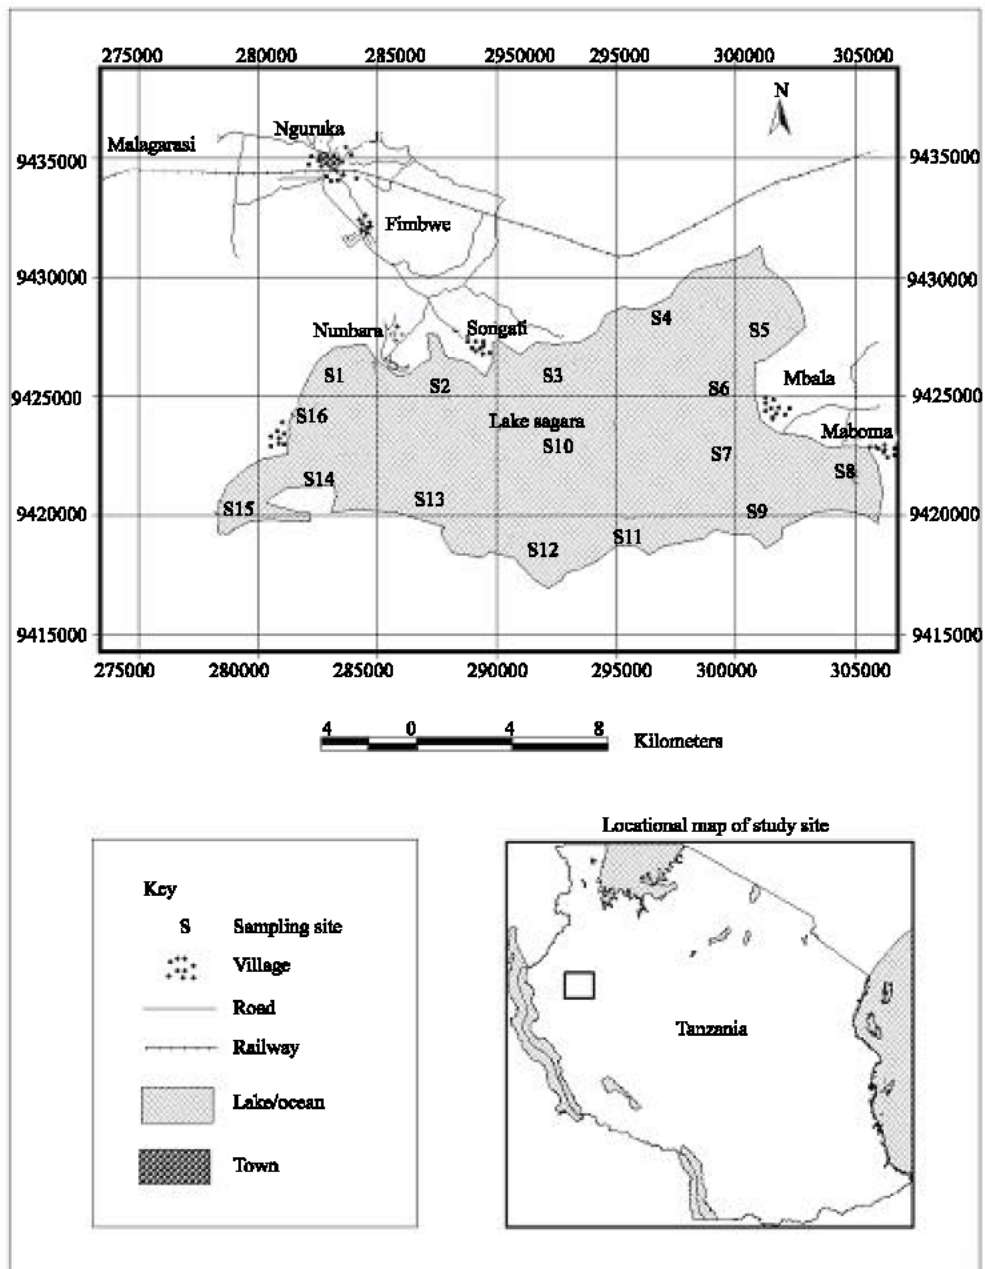 275000 280000 285000 2950000 295000 300000 305000
N
Nguruka
Malagarasi
9435000 9435000
Fimbwe
9430000 9430000
S4
S5
Nunbara Songati
S1 S2 S3 S6 Mbala
9425000 9425000
S16 Lake sagara Maboma
S10 S7
S14 S8
S15 S13 S9
9420000 9420000
S12 S11
9415000 9415000
275000 280000 285000 290000 295000 300000 305000
4 0 4 8
Kilometers
Locational map of study site
Key
S Sampling site
Village
Road
Railway
Lake/ocean
Town
Tanzania